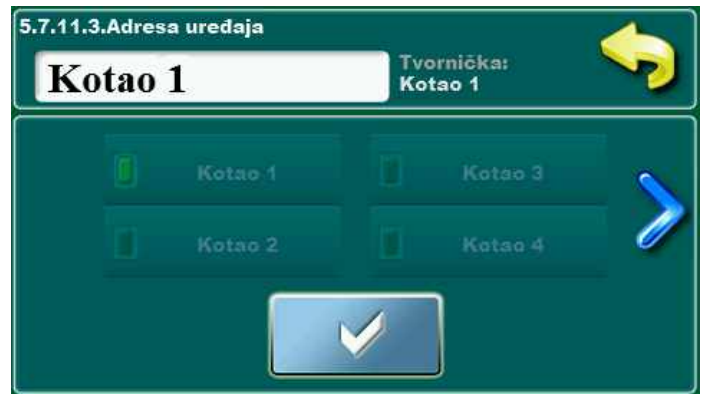 5.7.11.3.Adresa uređaja
Kotao 1
Tvornička:
Kotao 1
Kotao 1
Kotao 3
Kotao 2
Kotao 4